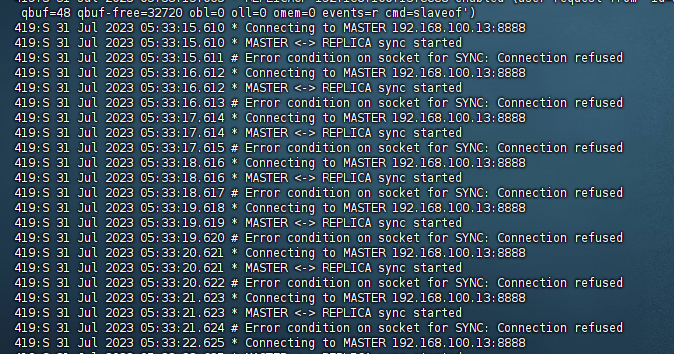 qbuf=48 qbuf-free=32720 obl=0 oll=0 omem=0 events=r cmd=slaveof')
419:S 31 Jul 2023 05:33:15.610 * Connecting to MASTER 192.168.100.13:8888
419:S 31 Jul 2023 05:33:15.610 * MASTER <-> REPLICA sync started
419:S 31 Jul 2023 05:33:15.611 # Error condition on socket for SYNC: Connection refused
419:S 31 Jul 2023 05:33:16.612 * Connecting to MASTER 192.168.100.13:8888
419:S 31 Jul 2023 05:33:16.612 * MASTER <-> REPLICA sync started
419:S 31 Jul 2023 05:33:16.613 # Error condition on socket for SYNC: Connection refused
419:S 31 Jul 2023 05:33:17.614 * Connecting to MASTER 192.168.100.13:8888
419:S 31 Jul 2023 05:33:17.614 * MASTER <-> REPLICA sync started
419:S 31 Jul 2023 05:33:17.615 # Error condition on socket for SYNC: Connection refused
419:S 31 Jul 2023 05:33:18.616 * Connecting to MASTER 192.168.100.13:8888
419:S 31 Jul 2023 05:33:18.616 * MASTER <-> REPLICA sync started
419:S 31 Jul 2023 05:33:18.617 # Error condition on socket for SYNC: Connection refused
419:S 31 Jul 2023 05:33:19.618 * Connecting to MASTER 192.168.100.13:8888
419:S 31 Jul 2023 05:33:19.619 * MASTER <-> REPLICA sync started
419:S 31 Jul 2023 05:33:19.620 # Error condition on socket for SYNC: Connection refused
419:S 31 Jul 2023 05:33:20.621 * Connecting to MASTER 192.168.100.13:8888
419:S 31 Jul 2023 05:33:20.621 * MASTER <-> REPLICA sync started
419:S 31 Jul 2023 05:33:20.622 # Error condition on socket for SYNC: Connection refused
419:S 31 Jul 2023 05:33:21.623 * Connecting to MASTER 192.168.100.13:8888
419:S 31 Jul 2023 05:33:21.623 * MASTER <-> REPLICA sync started
419:S 31 Jul 2023 05:33:21.624 # Error condition on socket for SYNC: Connection refused
419:S 31 Jul 2023 05:33:22.625 * Connecting to MASTER 192.168.100.13:8888